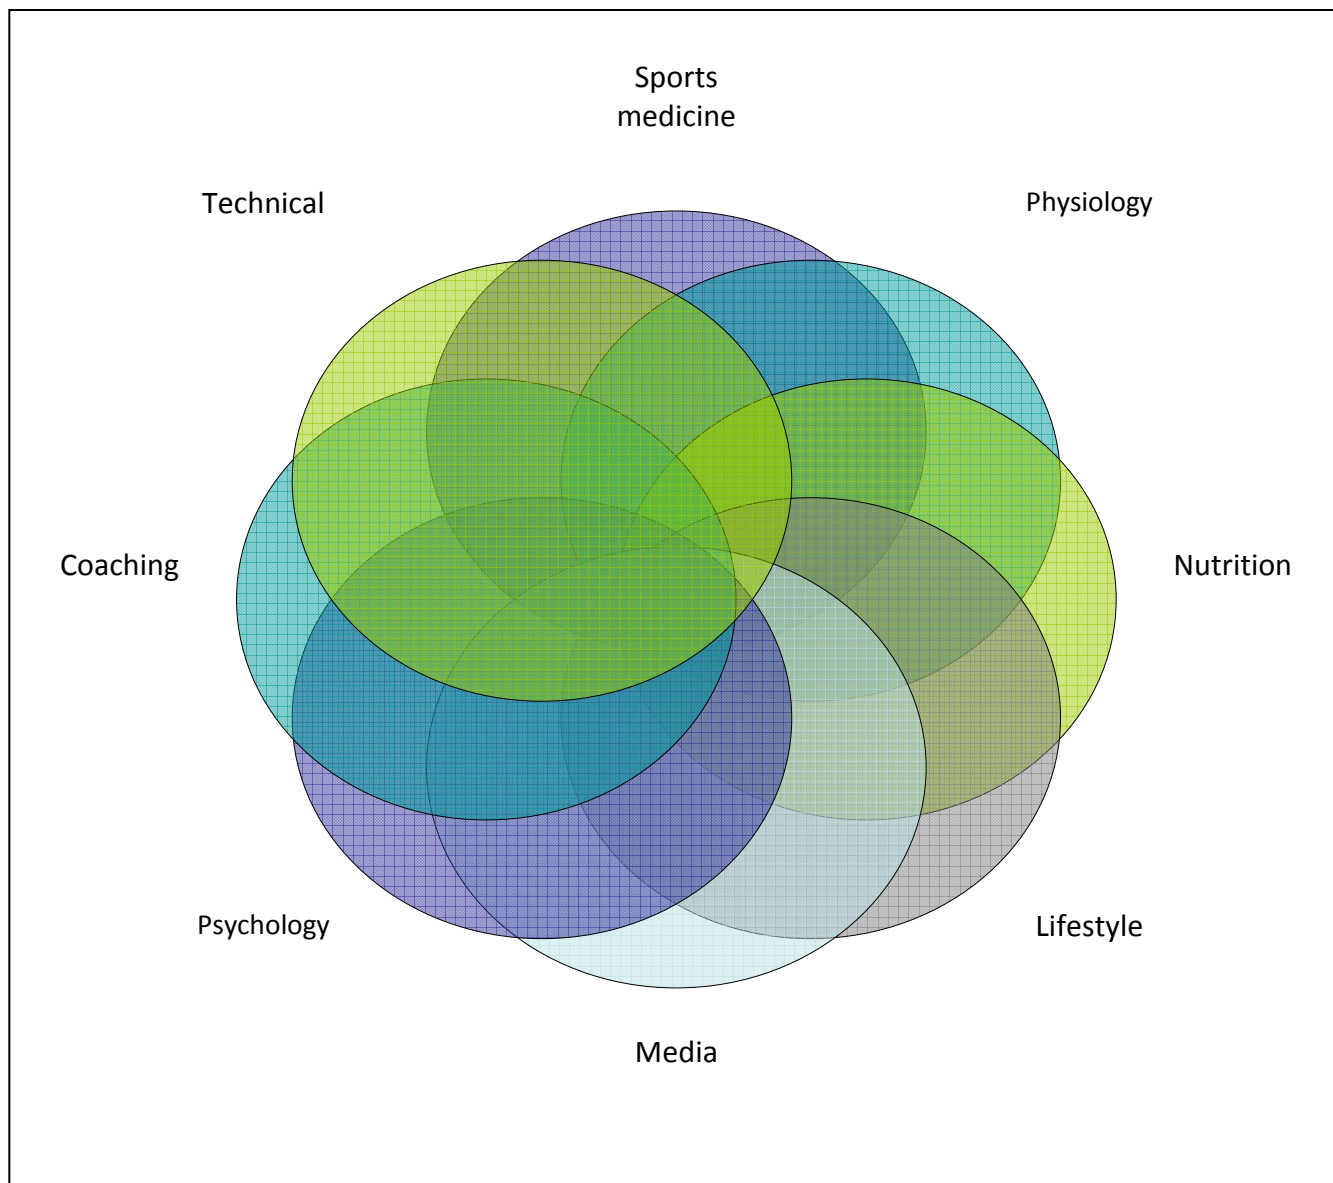 Sports
medicine
Technical
Physiology
Coaching
Nutrition
Psychology
Lifestyle
Media